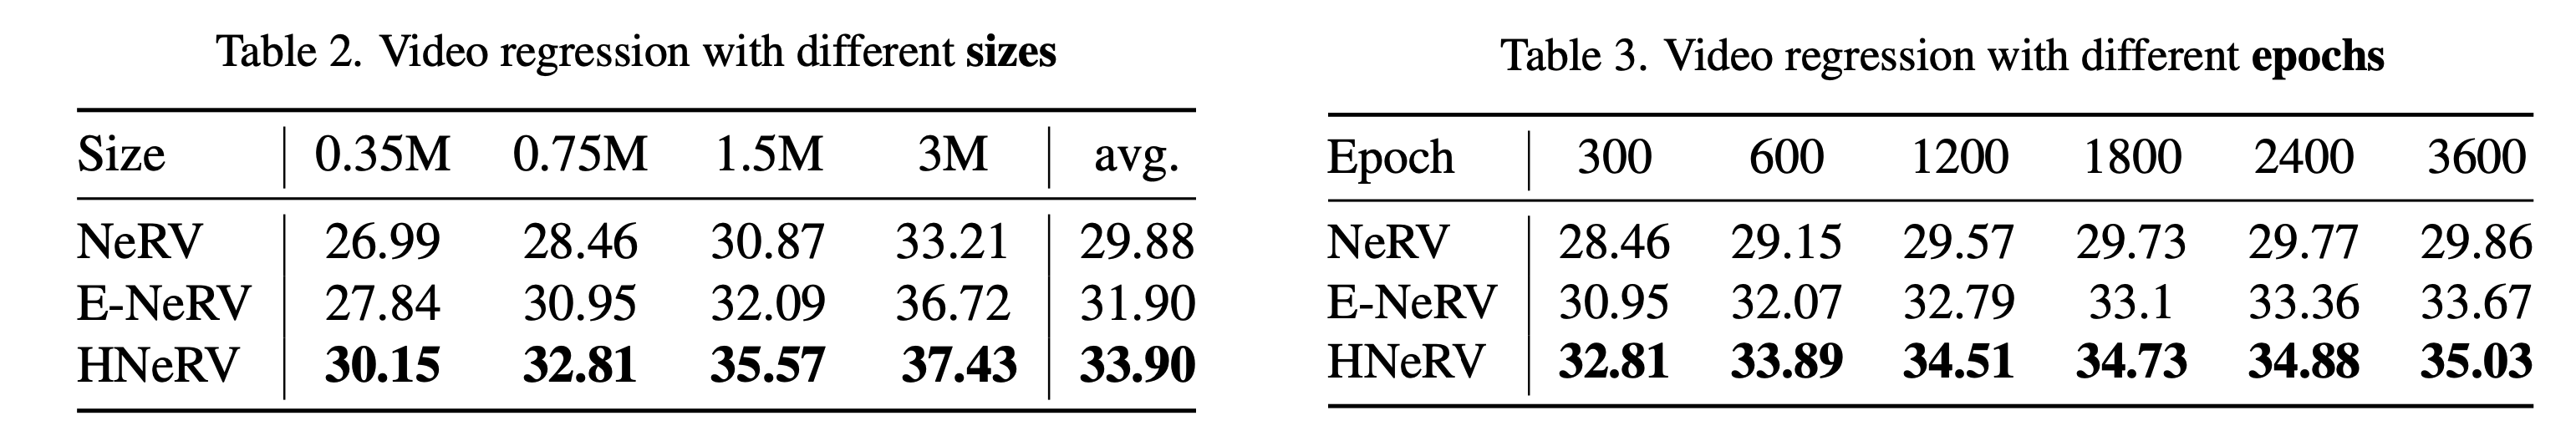 Table 2. Video regression with different sizes
Size 0.35M 0.75M 1.5M 3M avg.
NeRV 26.99 28.46 30.87 33.21 29.88
E-NeRV 27.84 30.95 32.09 36.72 31.90
HNeRV 30.15 32.81 35.57 37.43 33.90
Table 3. Video regression with different epochs
Epoch 300 600 1200 1800 2400 3600
NeRV 28.46 29.15 29.57 29.73 29.77 29.86
E-NeRV 30.95 32.07 32.79 33.1 33.36 33.67
HNeRV 32.81 33.89 34.51 34.73 34.88 35.03